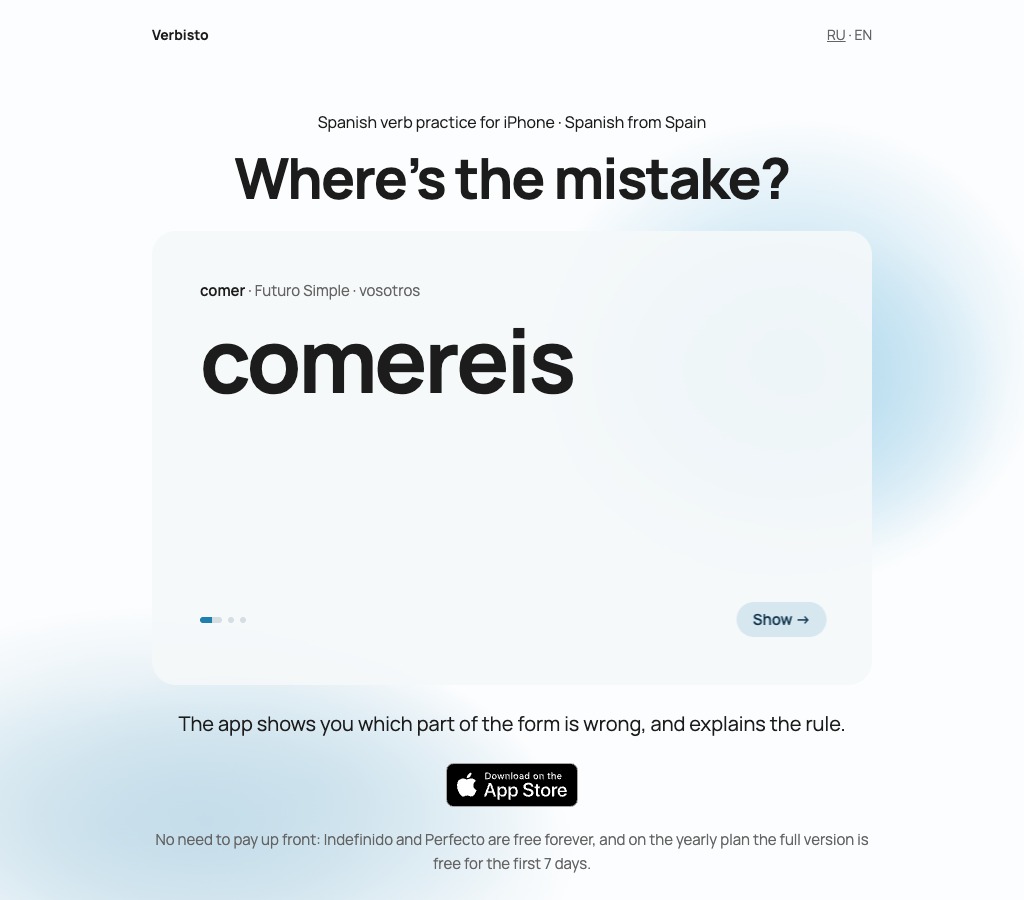 Verbisto
RU · EN
Spanish verb practice for iPhone · Spanish from Spain
Where’s the mistake?
comer · Futuro Simple · vosotros
comereis
Show →
The app shows you which part of the form is wrong, and explains the rule.
Download on the
App Store
No need to pay up front: Indefinido and Perfecto are free forever, and on the yearly plan the full version is
free for the first 7 days.